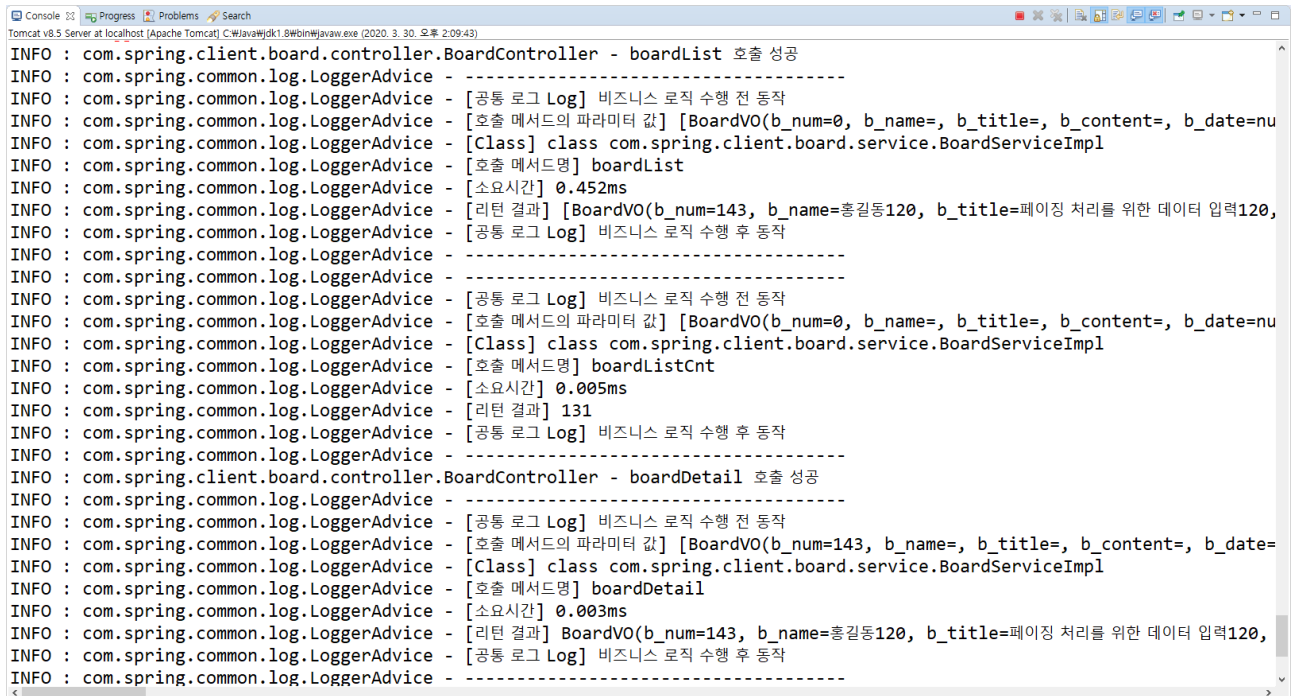 Console Progress Problems Search
Tomcat v8.5 Server at localhost [Apache Tomcat] C:₩Java₩jdk1.8₩bin₩javaw.exe (2020. 3. 30. 오후 2:09:43)
INFO : com.spring.client.board.controller.BoardController - boardList 호출 성공
INFO : com.spring.common.log.LoggerAdvice - ------------------------------------
INFO : com.spring.common.log.LoggerAdvice - [공통 로그 Log] 비즈니스 로직 수행 전 동작
INFO : com.spring.common.log.LoggerAdvice - [호출 메서드의 파라미터 값] [BoardVO(b_num=0, b_name=, b_title=, b_content=, b_date=nu
INFO : com.spring.common.log.LoggerAdvice - [Class] class com.spring.client.board.service.BoardServiceImpl
INFO : com.spring.common.log.LoggerAdvice - [호출 메서드명] boardList
INFO : com.spring.common.log.LoggerAdvice - [소요시간] 0.452ms
INFO : com.spring.common.log.LoggerAdvice - [리턴 결과] [BoardVO(b_num=143, b_name=홍길동120, b_title=페이징 처리를 위한 데이터 입력120,
INFO : com.spring.common.log.LoggerAdvice - [공통 로그 Log] 비즈니스 로직 수행 후 동작
INFO : com.spring.common.log.LoggerAdvice - ------------------------------------
INFO : com.spring.common.log.LoggerAdvice - ------------------------------------
INFO : com.spring.common.log.LoggerAdvice - [공통 로그 Log] 비즈니스 로직 수행 전 동작
INFO : com.spring.common.log.LoggerAdvice - [호출 메서드의 파라미터 값] [BoardVO(b_num=0, b_name=, b_title=, b_content=, b_date=nu
INFO : com.spring.common.log.LoggerAdvice - [Class] class com.spring.client.board.service.BoardServiceImpl
INFO : com.spring.common.log.LoggerAdvice - [호출 메서드명] boardListCnt
INFO : com.spring.common.log.LoggerAdvice - [소요시간] 0.005ms
INFO : com.spring.common.log.LoggerAdvice - [리턴 결과] 131
INFO : com.spring.common.log.LoggerAdvice - [공통 로그 Log] 비즈니스 로직 수행 후 동작
INFO : com.spring.common.log.LoggerAdvice - ------------------------------------
INFO : com.spring.client.board.controller.BoardController - boardDetail 호출 성공
INFO : com.spring.common.log.LoggerAdvice - ------------------------------------
INFO : com.spring.common.log.LoggerAdvice - [공통 로그 Log] 비즈니스 로직 수행 전 동작
INFO : com.spring.common.log.LoggerAdvice - [호출 메서드의 파라미터 값] [BoardVO(b_num=143, b_name=, b_title=, b_content=, b_date=
INFO : com.spring.common.log.LoggerAdvice - [Class] class com.spring.client.board.service.BoardServiceImpl
INFO : com.spring.common.log.LoggerAdvice - [호출 메서드명] boardDetail
INFO : com.spring.common.log.LoggerAdvice - [소요시간] 0.003ms
INFO : com.spring.common.log.LoggerAdvice - [리턴 결과] BoardVO(b_num=143, b_name=홍길동120, b_title=페이징 처리를 위한 데이터 입력120,
INFO : com.spring.common.log.LoggerAdvice - [공통 로그 Log] 비즈니스 로직 수행 후 동작
INFO : com.spring.common.log.LoggerAdvice - ------------------------------------